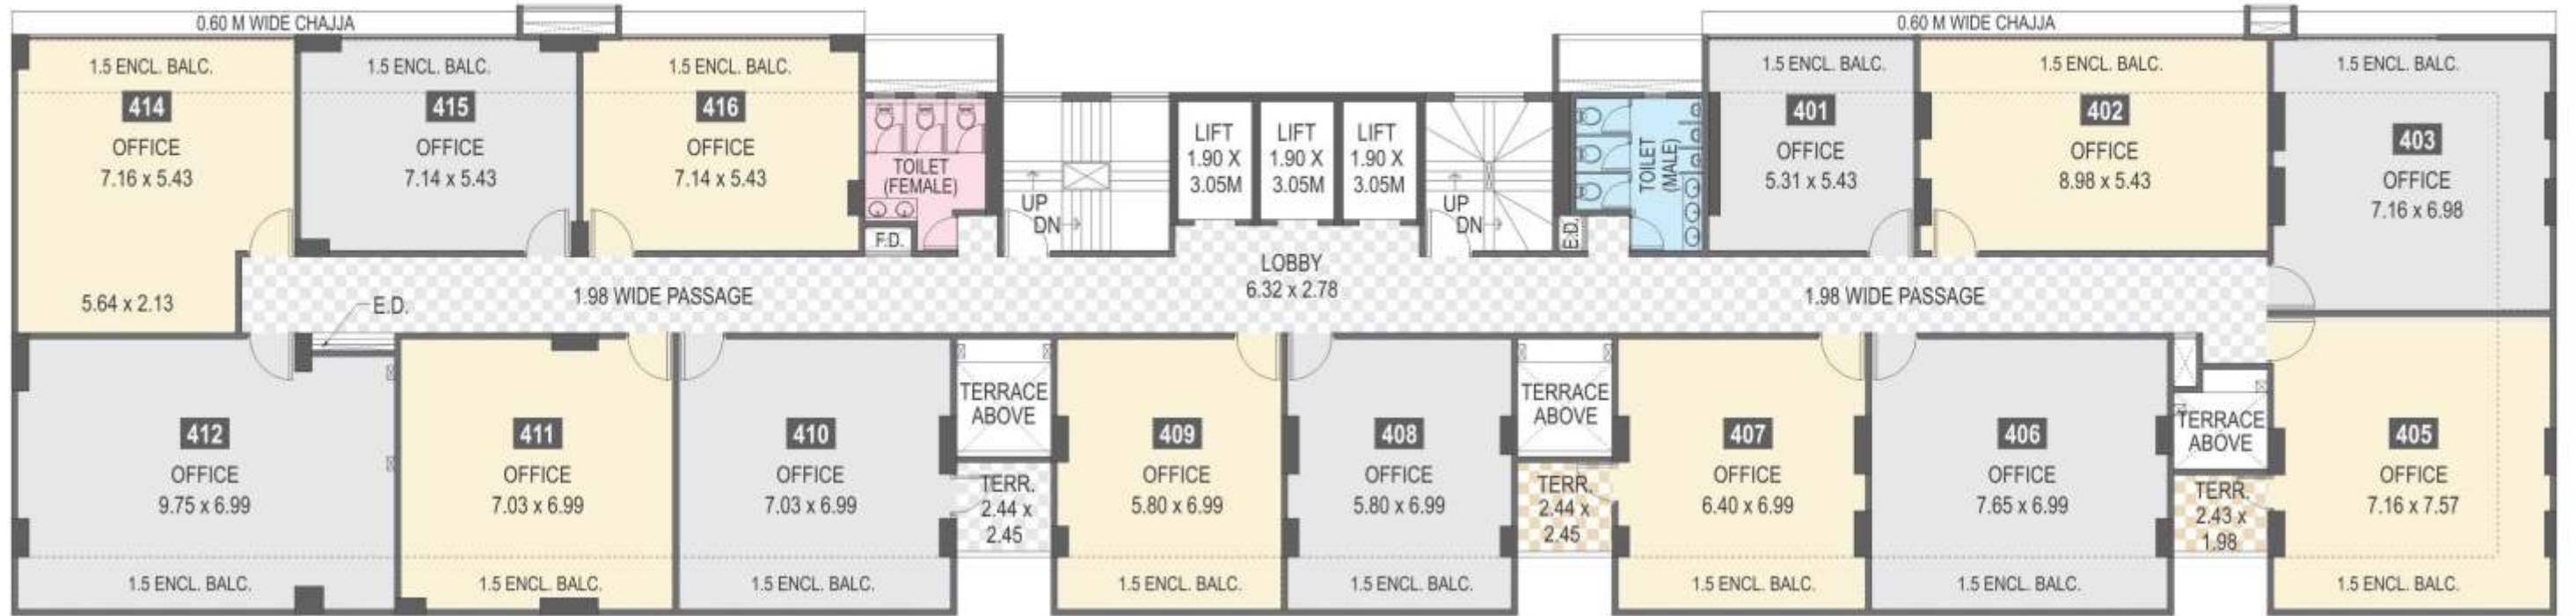 0.60 M WIDE CHAJJA
0.60 M WIDE CHAJJA
1.5 ENCL. BALC.
414
OFFICE
7.16 x 5.43
5.64 x 2.13
1.5 ENCL. BALC.
415
OFFICE
7.14 x 5.43
1.5 ENCL. BALC.
416
OFFICE
7.14 x 5.43
TOILET
(FEMALE)
F.D.
UP
DN
LIFT
1.90 X
3.05M
LIFT
1.90 X
3.05M
LIFT
1.90 X
3.05M
UP
DN
E.D.
TOILET
(MALE)
1.5 ENCL. BALC.
401
OFFICE
5.31 x 5.43
1.5 ENCL. BALC.
402
OFFICE
8.98 x 5.43
1.5 ENCL. BALC.
403
OFFICE
7.16 x 6.98
E.D.
1.98 WIDE PASSAGE
LOBBY
6.32 x 2.78
1.98 WIDE PASSAGE
412
OFFICE
9.75 x 6.99
1.5 ENCL. BALC.
411
OFFICE
7.03 x 6.99
1.5 ENCL. BALC.
410
OFFICE
7.03 x 6.99
1.5 ENCL. BALC.
TERRACE
ABOVE
TERR.
2.44 x
2.45
409
OFFICE
5.80 x 6.99
1.5 ENCL. BALC.
408
OFFICE
5.80 x 6.99
1.5 ENCL. BALC.
TERRACE
ABOVE
TERR.
2.44 x
2.45
407
OFFICE
6.40 x 6.99
1.5 ENCL. BALC.
406
OFFICE
7.65 x 6.99
1.5 ENCL. BALC.
TERRACE
ABOVE
TERR.
2.43 x
1.98
405
OFFICE
7.16 x 7.57
1.5 ENCL. BALC.